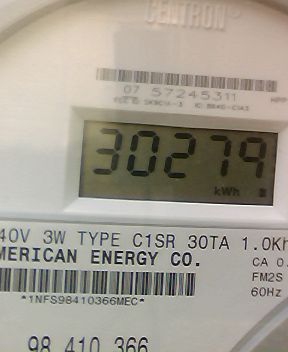 CENTRON®
07 57245311
30279
kWh
40V 3W TYPE C1SR 30TA 1.0Kh
MERICAN ENERGY CO.
CA 0.
FM2S
60Hz
*1NFS98410366MEC*
98 410 366